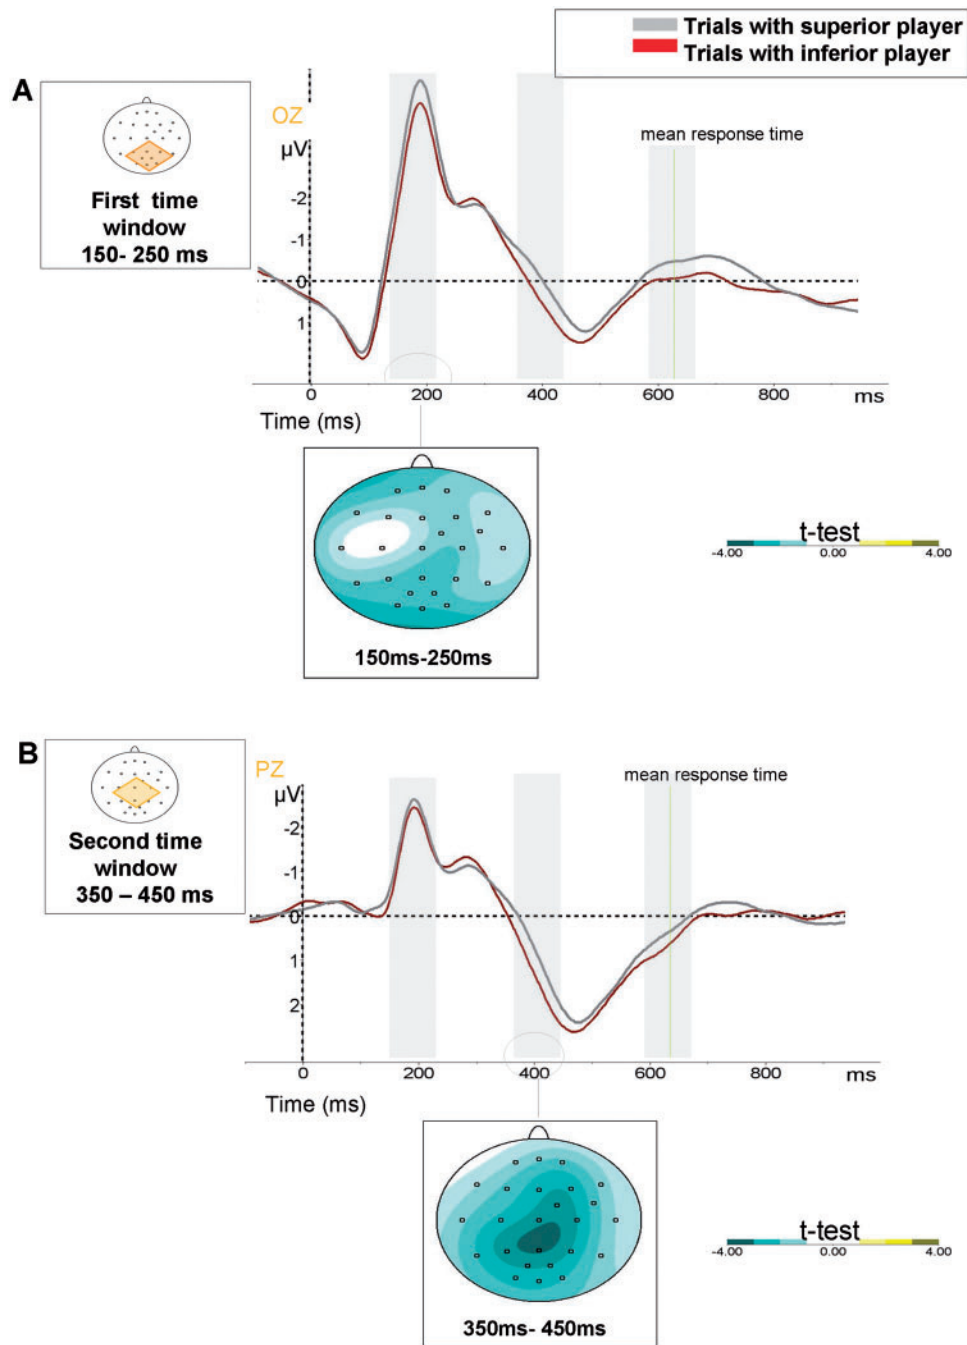 Trials with superior player
Trials with inferior player
A
First time
window
150- 250 ms
OZ
µV
-2
-1
0
1
mean response time
0
200
400
600
800
ms
Time (ms)
150ms-250ms
t-test
-4.00
0.00
4.00
B
Second time
window
350 – 450 ms
PZ
µV
-2
-1
0
1
2
mean response time
0
200
400
600
800
ms
Time (ms)
350ms- 450ms
t-test
-4.00
0.00
4.00